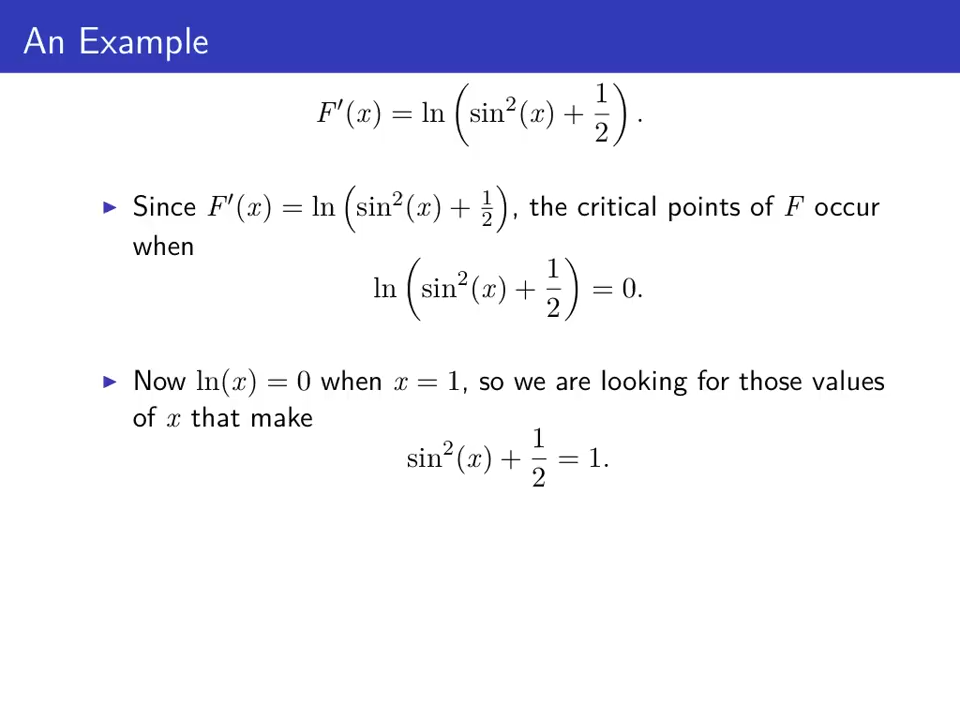 An Example
F′(x) = ln (sin²(x) + 1/2).
▶ Since F′(x) = ln (sin²(x) + 1/2), the critical points of F occur
when
ln (sin²(x) + 1/2) = 0.
▶ Now ln(x) = 0 when x = 1, so we are looking for those values
of x that make
sin²(x) + 1/2 = 1.